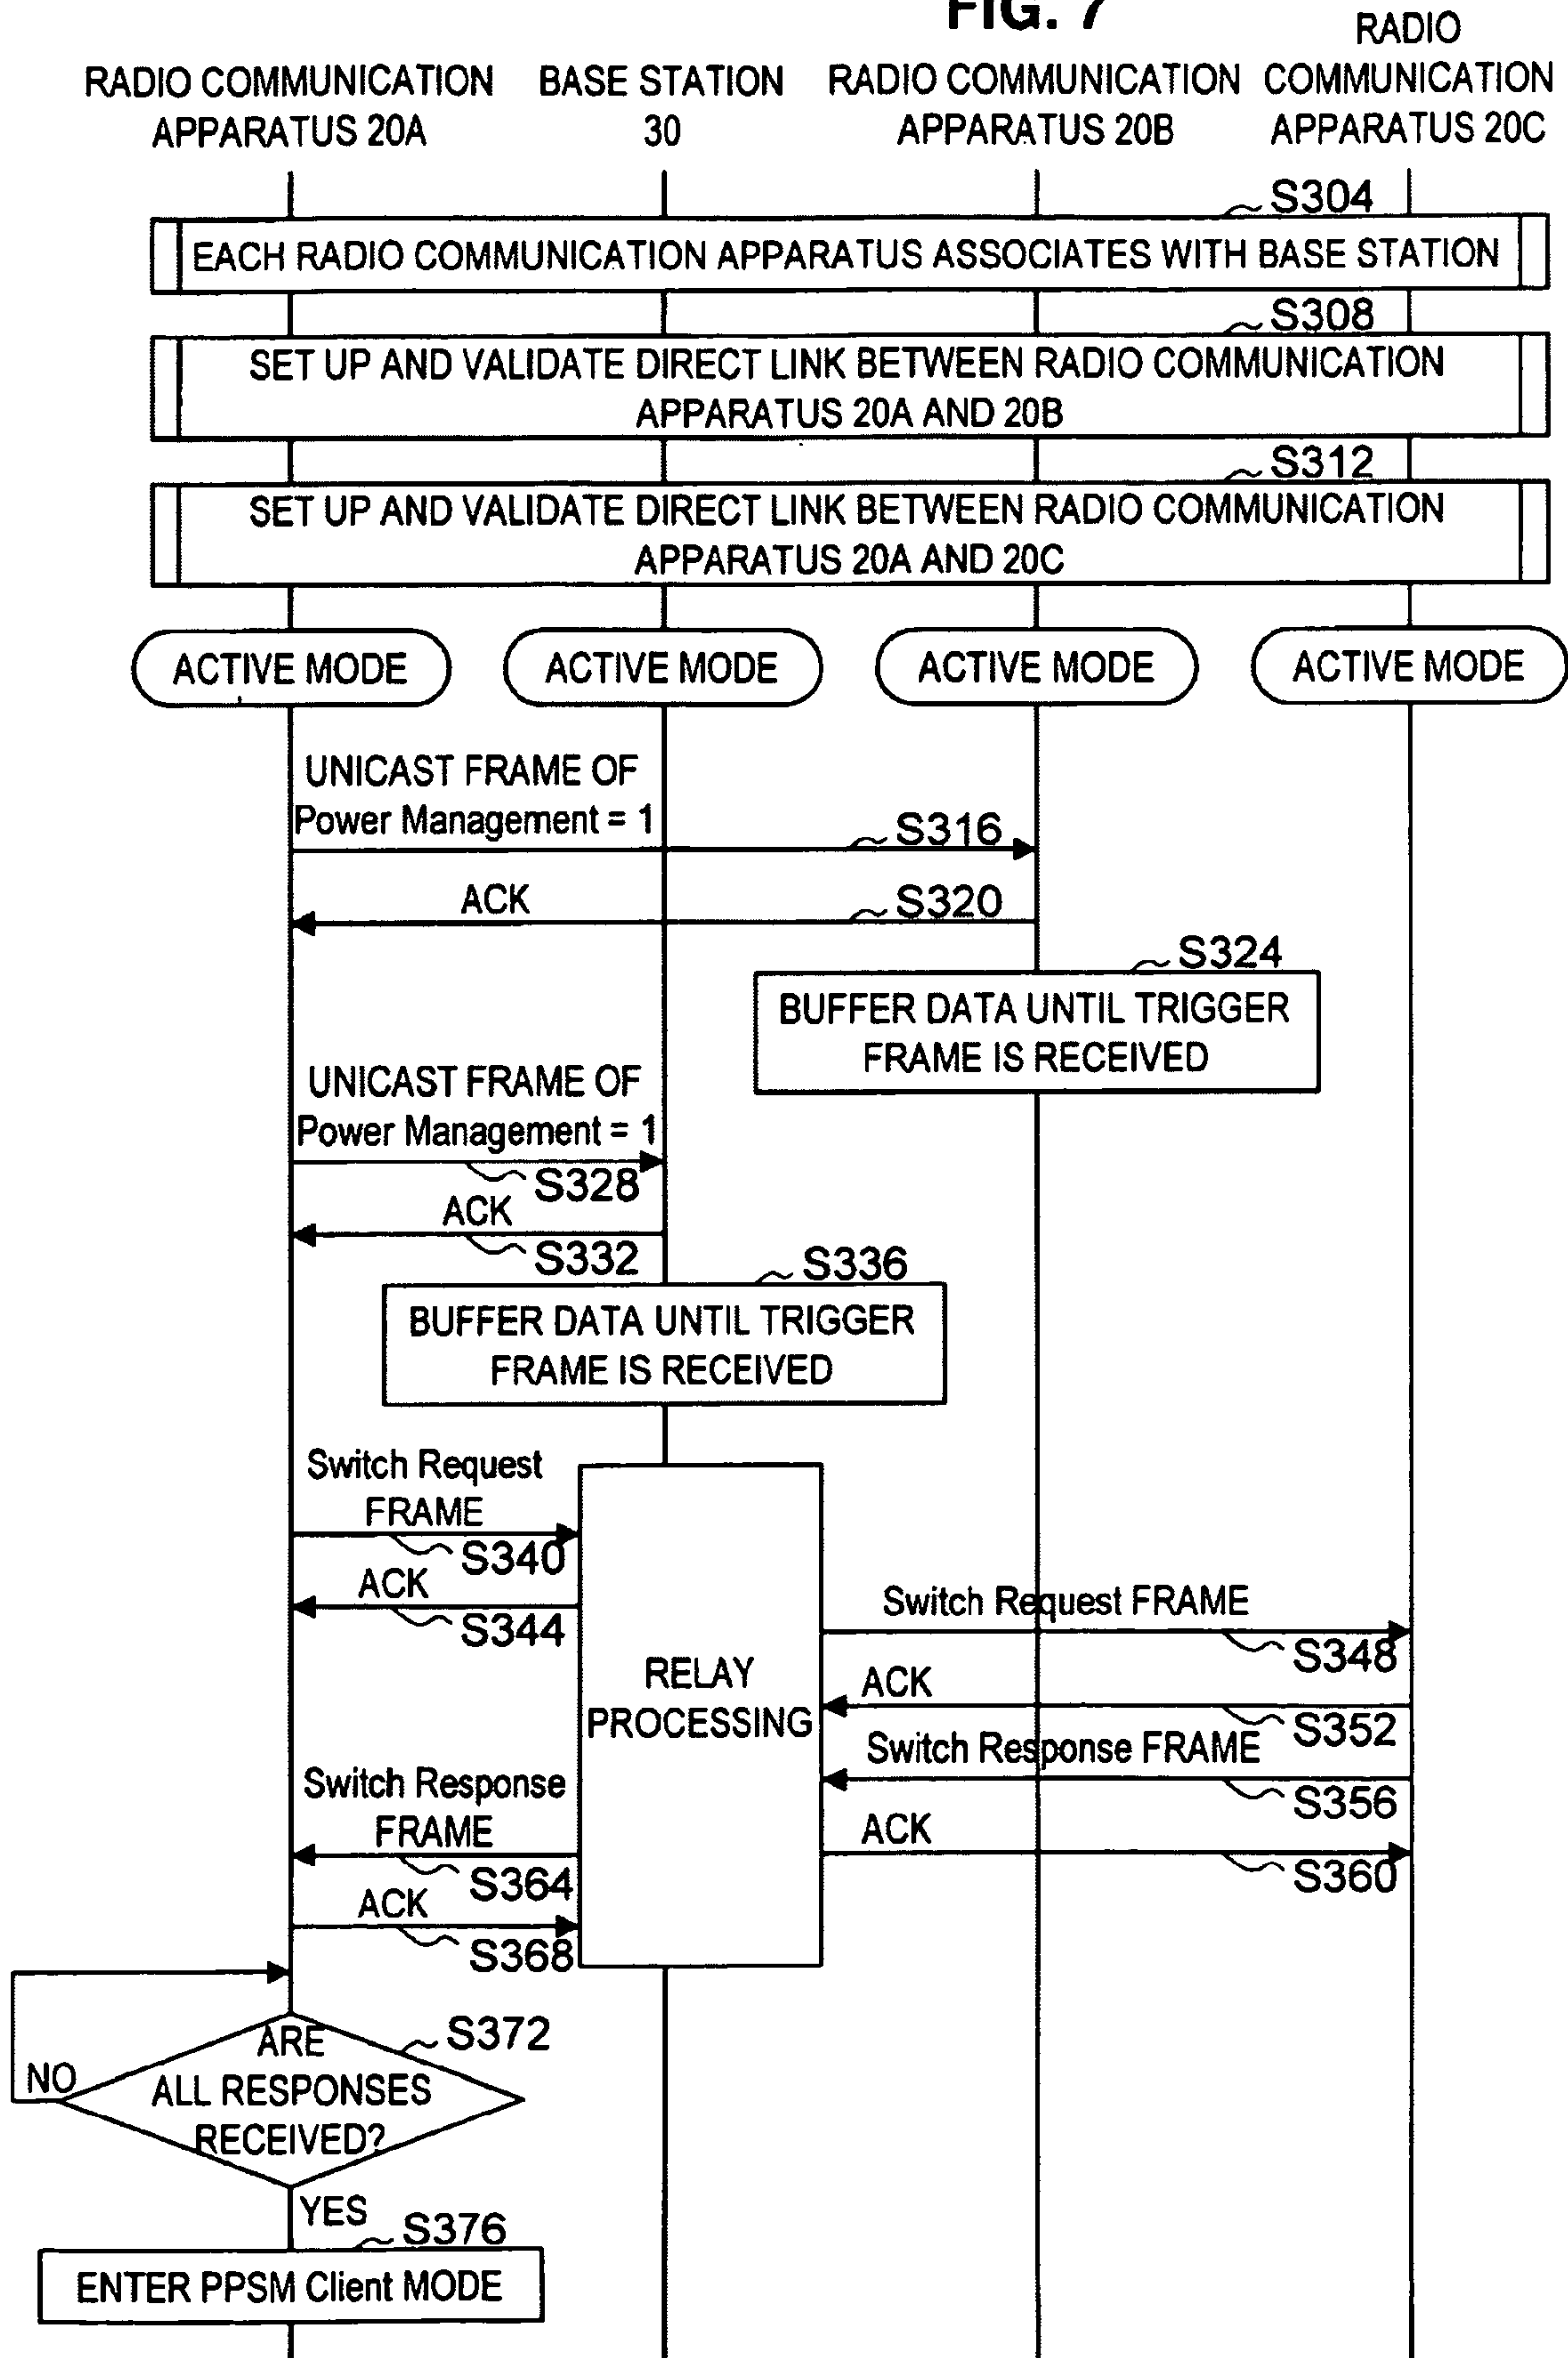 FIG. 7
RADIO COMMUNICATION
APPARATUS 20A
BASE STATION
30
RADIO COMMUNICATION
APPARATUS 20B
RADIO
COMMUNICATION
APPARATUS 20C
S304
EACH RADIO COMMUNICATION APPARATUS ASSOCIATES WITH BASE STATION
S308
SET UP AND VALIDATE DIRECT LINK BETWEEN RADIO COMMUNICATION
APPARATUS 20A AND 20B
S312
SET UP AND VALIDATE DIRECT LINK BETWEEN RADIO COMMUNICATION
APPARATUS 20A AND 20C
ACTIVE MODE
ACTIVE MODE
ACTIVE MODE
ACTIVE MODE
UNICAST FRAME OF
Power Management = 1
S316
ACK
S320
S324
BUFFER DATA UNTIL TRIGGER
FRAME IS RECEIVED
UNICAST FRAME OF
Power Management = 1
S328
ACK
S332
S336
BUFFER DATA UNTIL TRIGGER
FRAME IS RECEIVED
Switch Request
FRAME
S340
ACK
S344
RELAY
PROCESSING
Switch Request FRAME
S348
ACK
S352
Switch Response FRAME
S356
ACK
S360
Switch Response
FRAME
S364
ACK
S368
S372
ARE
ALL RESPONSES
RECEIVED?
NO
YES
S376
ENTER PPSM Client MODE